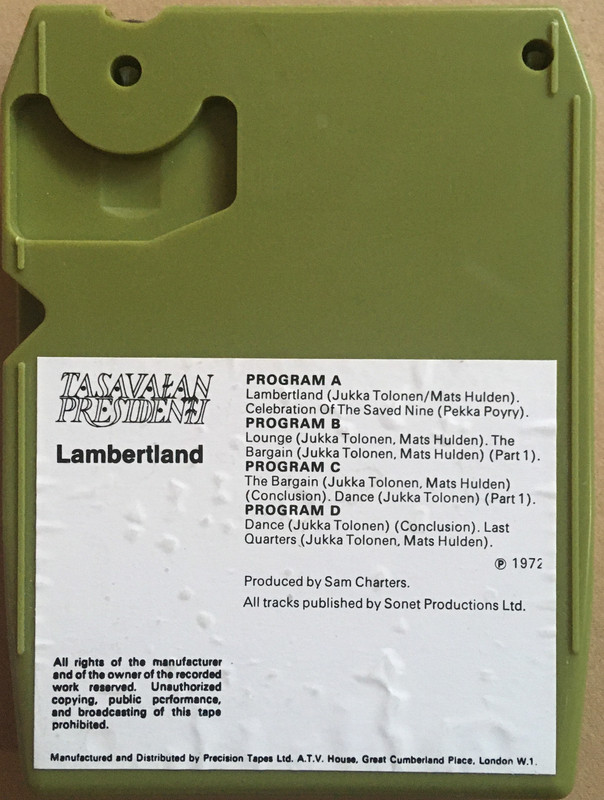 TASAVALLAN
PRESIDENTTI
Lambertland
PROGRAM A
Lambertland (Jukka Tolonen/Mats Hulden).
Celebration Of The Saved Nine (Pekka Poyry).
PROGRAM B
Lounge (Jukka Tolonen, Mats Hulden). The
Bargain (Jukka Tolonen, Mats Hulden) (Part 1).
PROGRAM C
The Bargain (Jukka Tolonen, Mats Hulden)
(Conclusion). Dance (Jukka Tolonen) (Part 1).
PROGRAM D
Dance (Jukka Tolonen) (Conclusion). Last
Quarters (Jukka Tolonen, Mats Hulden).
℗ 1972
Produced by Sam Charters.
All tracks published by Sonet Productions Ltd.
All rights of the manufacturer
and of the owner of the recorded
work reserved. Unauthorized
copying, public performance,
and broadcasting of this tape
prohibited.
Manufactured and Distributed by Precision Tapes Ltd. A.T.V. House, Great Cumberland Place, London W.1.